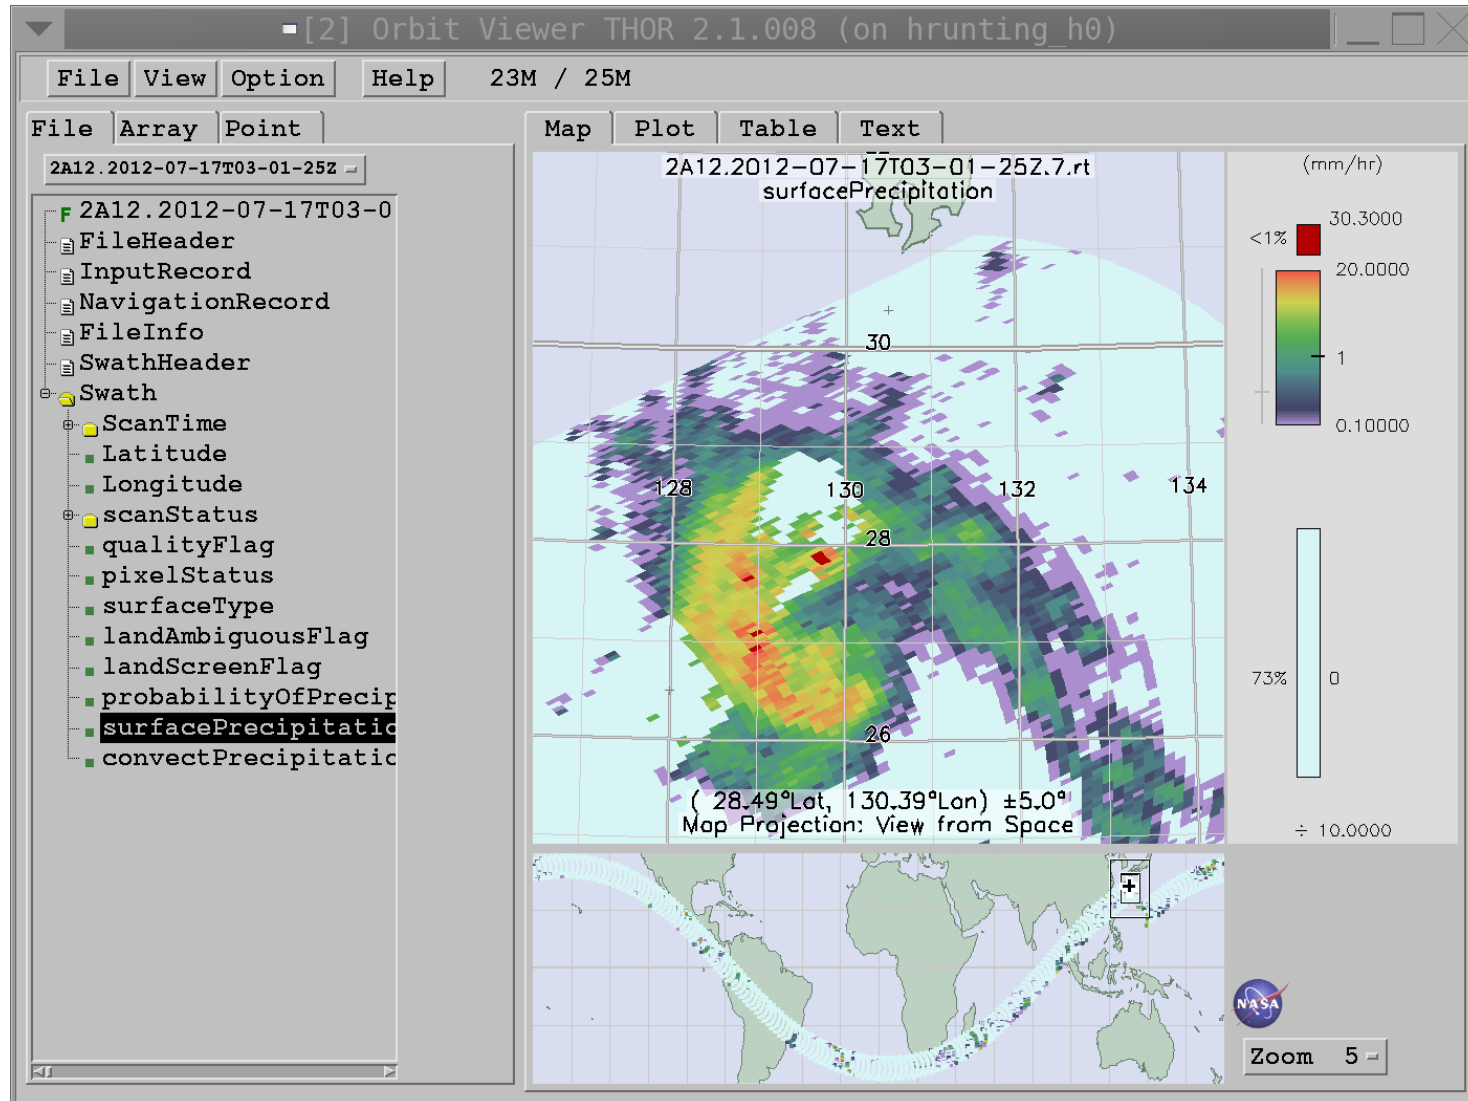 [2] Orbit Viewer THOR 2.1.008 (on hrunting_h0)
File View Option Help 23M / 25M
File Array Point
2A12.2012-07-17T03-01-25Z
F 2A12.2012-07-17T03-0
FileHeader
InputRecord
NavigationRecord
FileInfo
SwathHeader
Swath
ScanTime
Latitude
Longitude
scanStatus
qualityFlag
pixelStatus
surfaceType
landAmbiguousFlag
landScreenFlag
probabilityOfPrecip
surfacePrecipitatio
convectPrecipitatio
Map Plot Table Text
2A12.2012-07-17T03-01-25Z.7.rt
surfacePrecipitation
30
128 130 132 134
28
26
( 28.49°Lat, 130.39°Lon) ±5.0°
Map Projection: View from Space
(mm/hr)
30.3000
<1%
20.0000
1
0.10000
73% 0
÷ 10.0000
NASA
Zoom 5